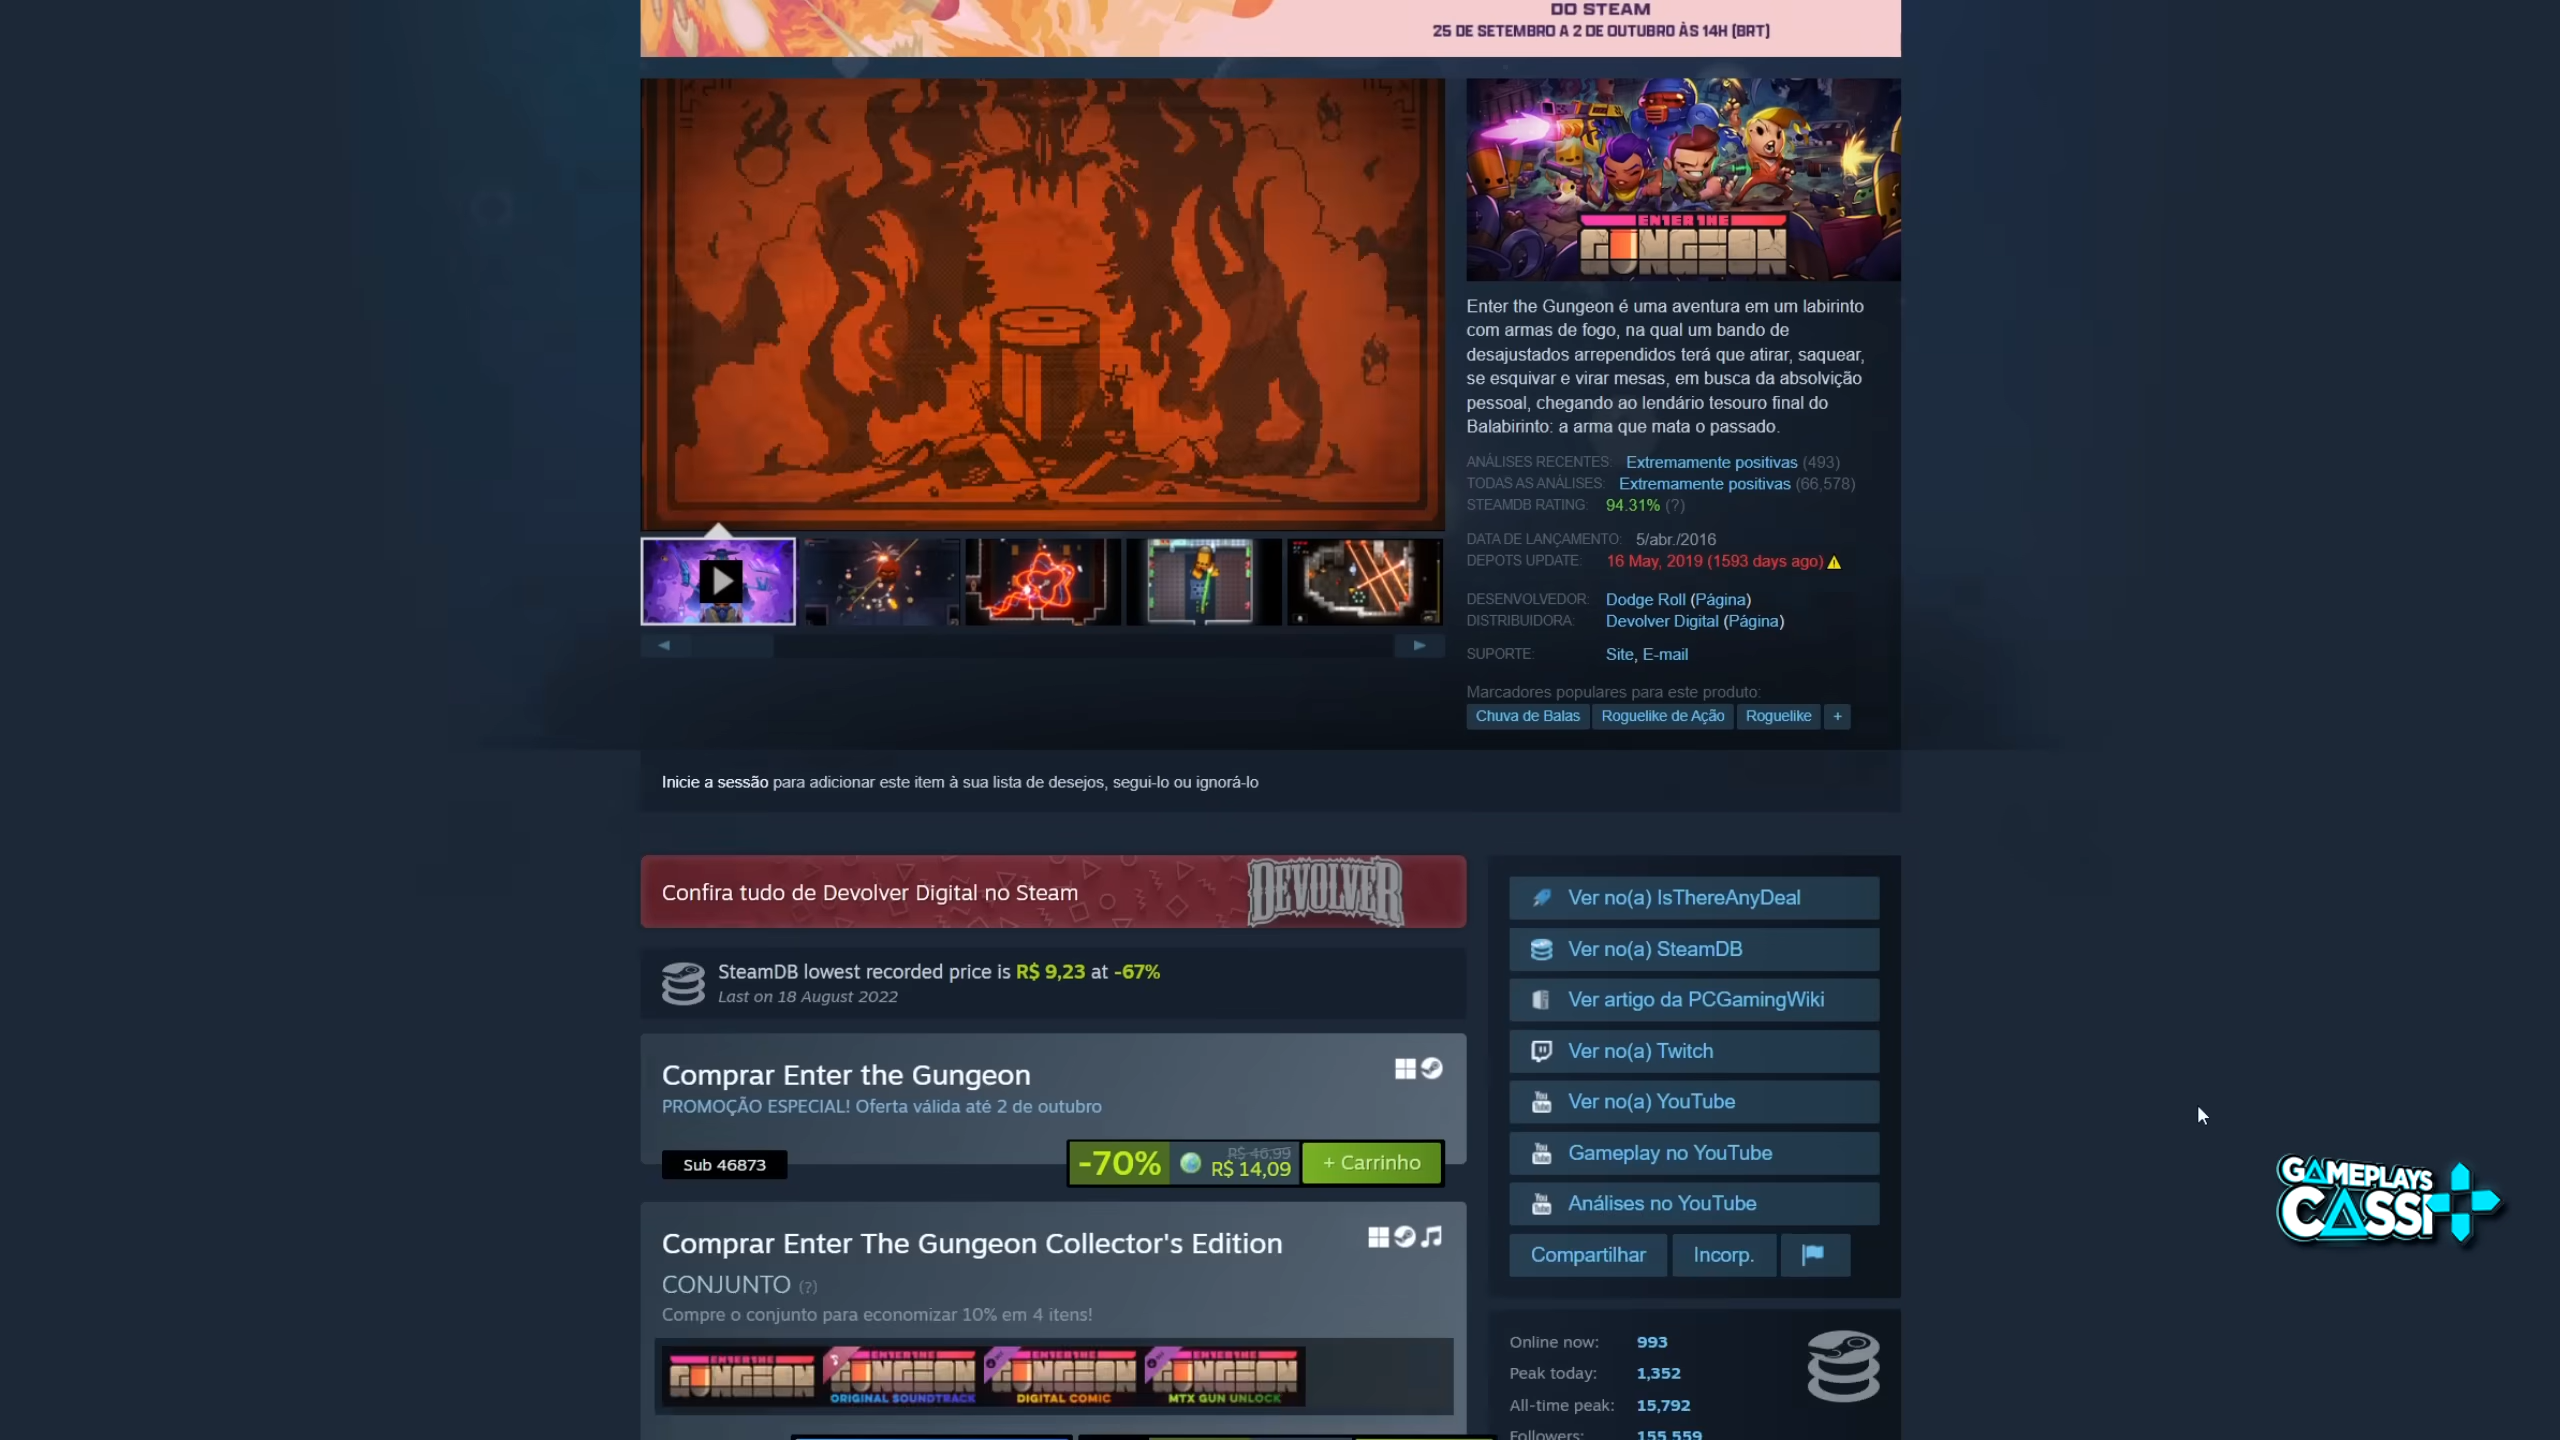 DO STEAM
25 DE SETEMBRO A 2 DE OUTUBRO ÀS 14H (BRT)
ENTER THE
GUNGEON
Enter the Gungeon é uma aventura em um labirinto
com armas de fogo, na qual um bando de
desajustados arrependidos terá que atirar, saquear,
se esquivar e virar mesas, em busca da absolvição
pessoal, chegando ao lendário tesouro final do
Balabirinto: a arma que mata o passado.
ANÁLISES RECENTES: Extremamente positivas (493)
TODAS AS ANÁLISES: Extremamente positivas (66,578)
STEAMDB RATING: 94.31% (?)
DATA DE LANÇAMENTO: 5/abr./2016
DEPOTS UPDATE: 16 May, 2019 (1593 days ago)
DESENVOLVEDOR: Dodge Roll (Página)
DISTRIBUIDORA: Devolver Digital (Página)
SUPORTE: Site, E-mail
Marcadores populares para este produto:
Chuva de Balas Roguelike de Ação Roguelike +
Inicie a sessão para adicionar este item à sua lista de desejos, segui-lo ou ignorá-lo
Confira tudo de Devolver Digital no Steam
DEVOLVER
SteamDB lowest recorded price is R$ 9,23 at -67%
Last on 18 August 2022
Comprar Enter the Gungeon
PROMOÇÃO ESPECIAL! Oferta válida até 2 de outubro
Sub 46873
-70% R$ 46,99 R$ 14,09 + Carrinho
Comprar Enter The Gungeon Collector's Edition
CONJUNTO (?)
Compre o conjunto para economizar 10% em 4 itens!
ENTER THE GUNGEON
ENTER THE GUNGEON ORIGINAL SOUNDTRACK
ENTER THE GUNGEON DIGITAL COMIC
ENTER THE GUNGEON MTX GUN UNLOCK
Ver no(a) IsThereAnyDeal
Ver no(a) SteamDB
Ver artigo da PCGamingWiki
Ver no(a) Twitch
Ver no(a) YouTube
Gameplay no YouTube
Análises no YouTube
Compartilhar Incorp.
Online now: 993
Peak today: 1,352
All-time peak: 15,792
Followers: 155,559
GAMEPLAYS
CASSI